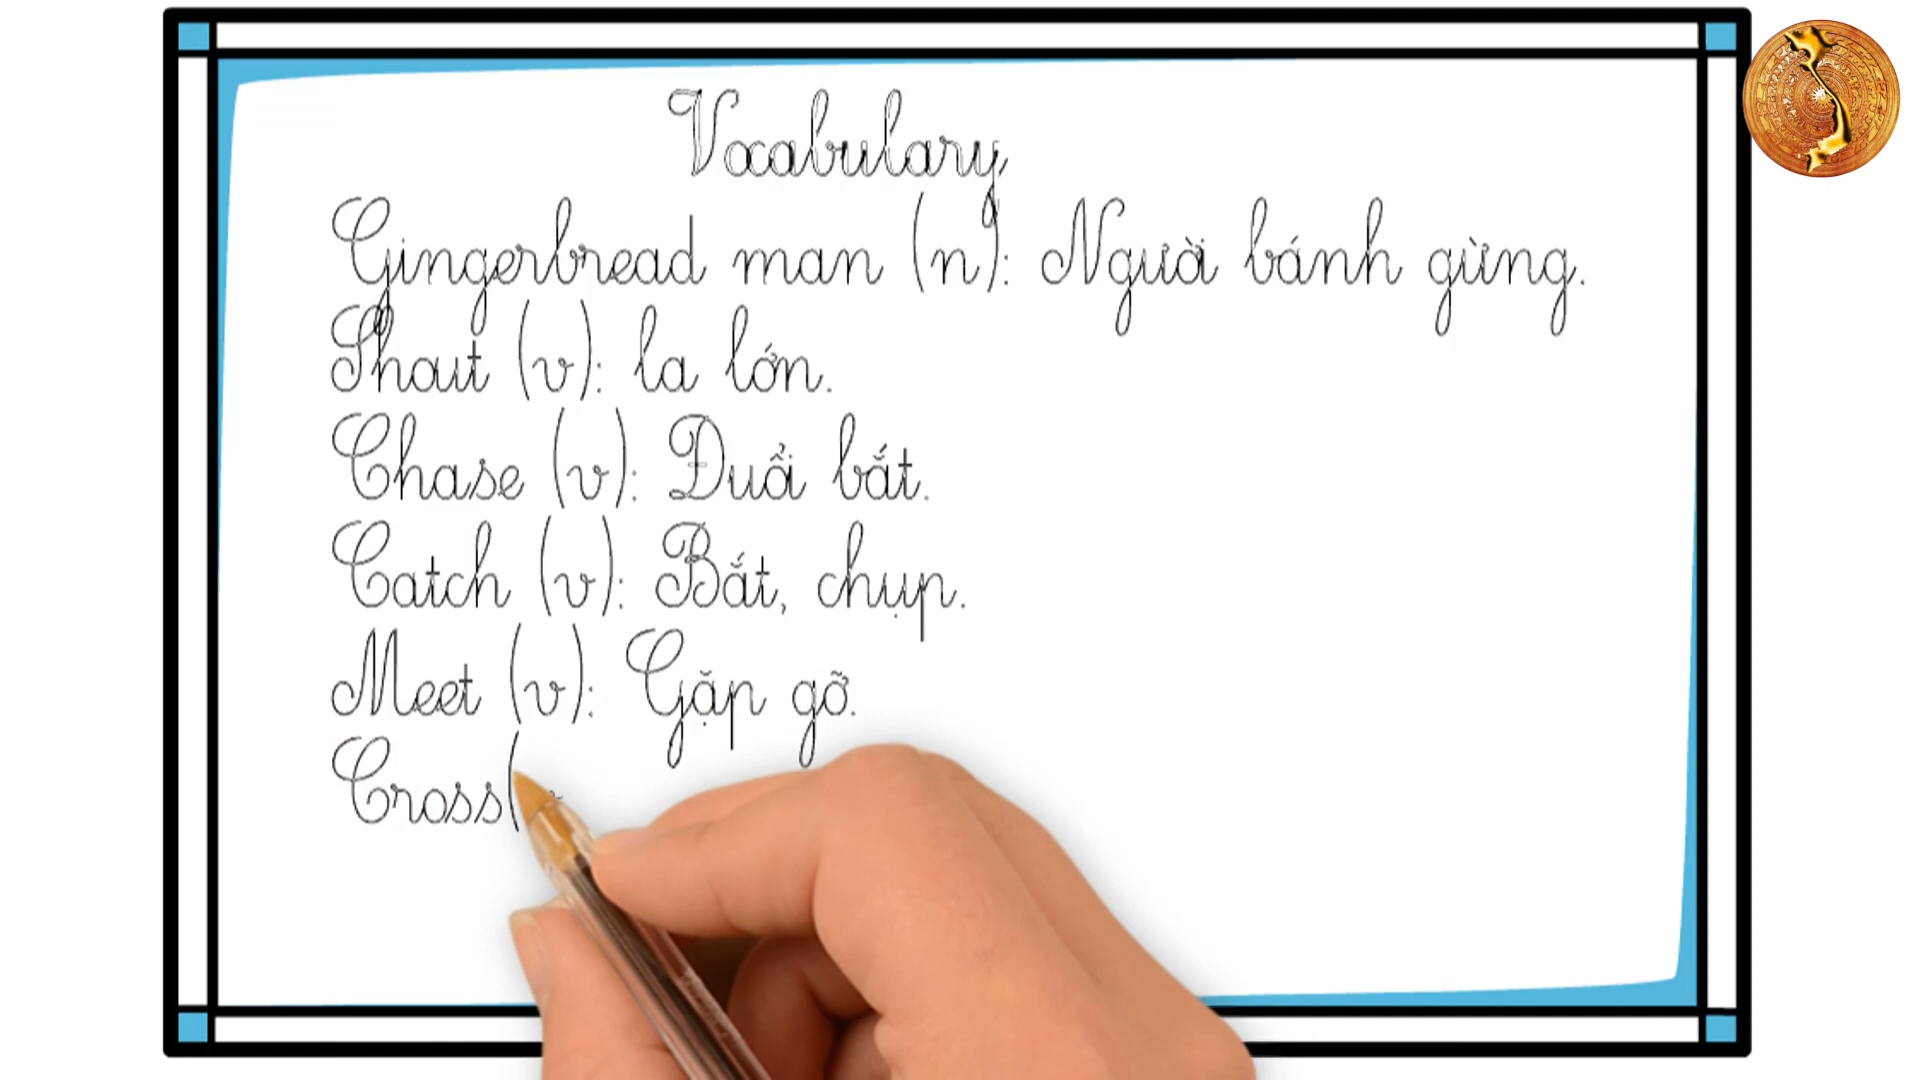 Vocabulary
Gingerbread man (n): Người bánh gừng.
Shout (v): la lớn.
Chase (v): Đuổi bắt.
Catch (v): Bắt, chụp.
Meet (v): Gặp gỡ.
Cross(